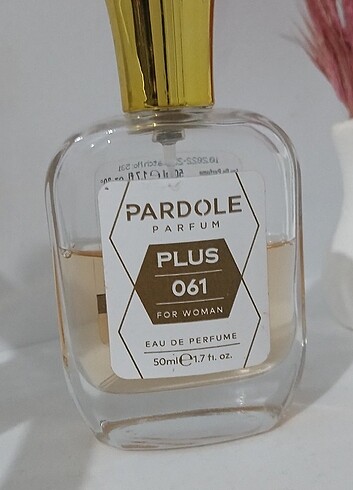 PARDOLE
PARFUM
PLUS
061
FOR WOMAN
EAU DE PERFUME
50ml e 1.7 fl. oz.